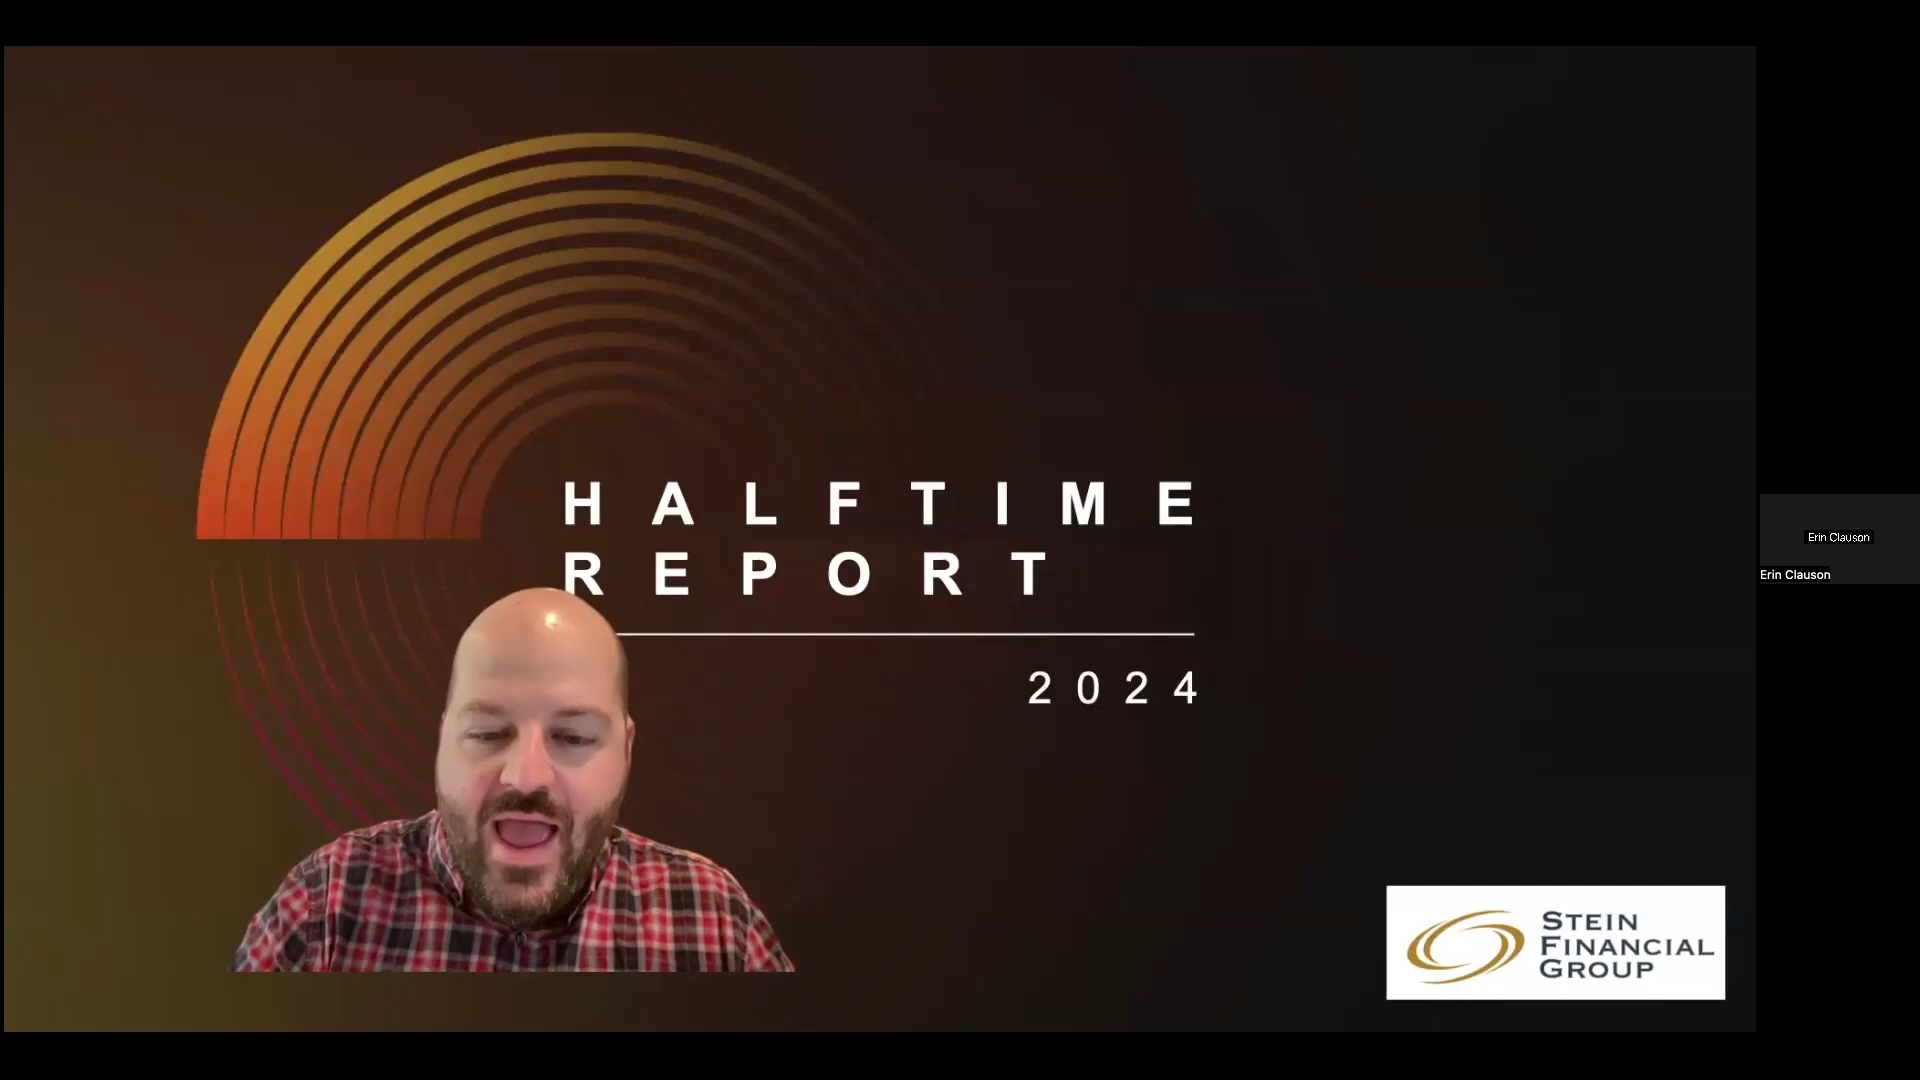 HALFTIME
REPORT
2024
Erin Clauson
Erin Clauson
STEIN
FINANCIAL
GROUP